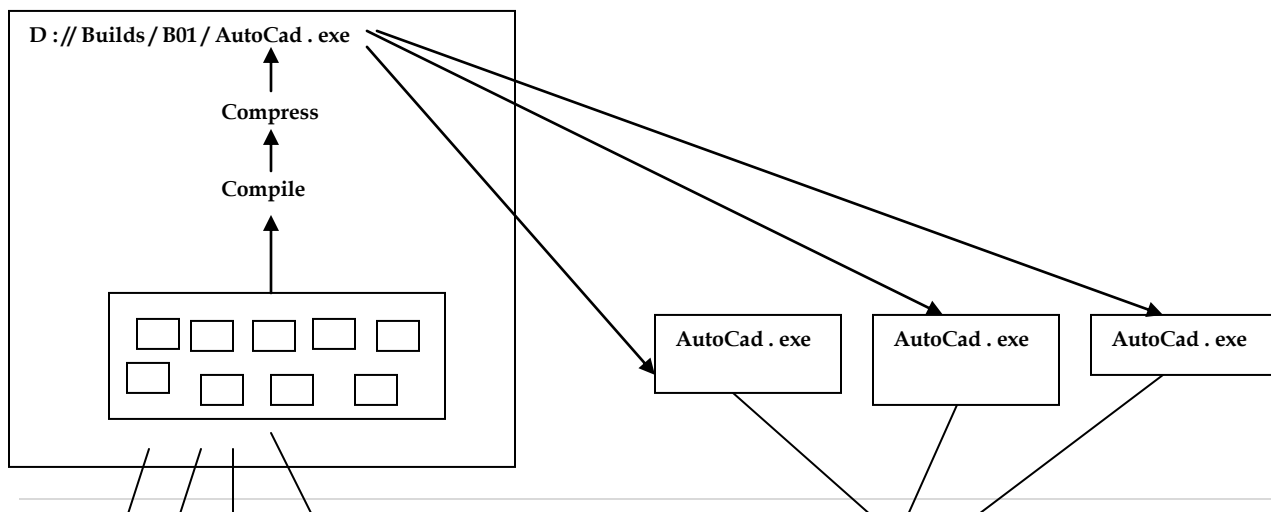 D : // Builds / B01 / AutoCad . exe
Compress
Compile
AutoCad . exe
AutoCad . exe
AutoCad . exe